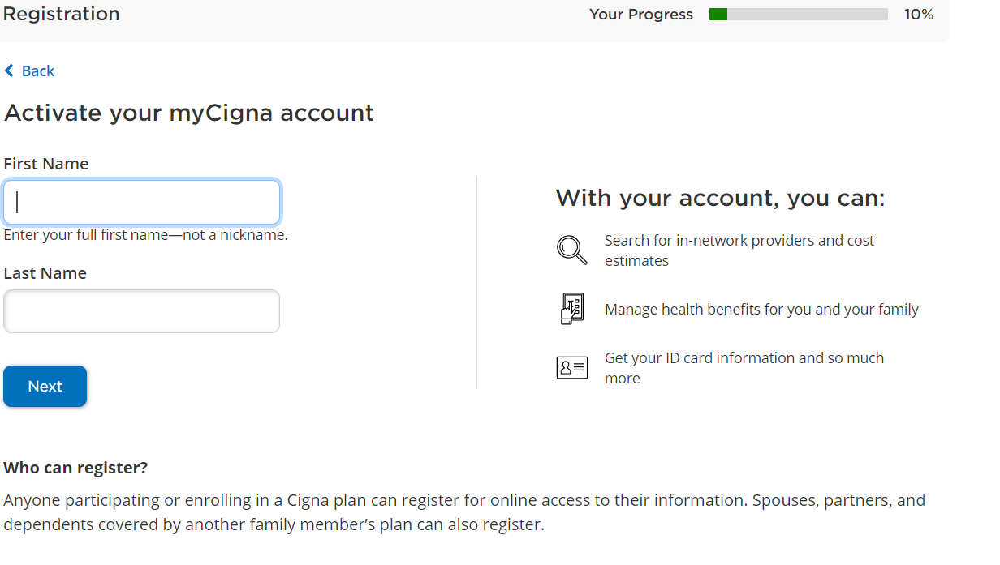 Registration
Your Progress 10%
Back
Activate your myCigna account
First Name
Enter your full first name—not a nickname.
Last Name
Next
With your account, you can:
Search for in-network providers and cost
estimates
Manage health benefits for you and your family
Get your ID card information and so much
more
Who can register?
Anyone participating or enrolling in a Cigna plan can register for online access to their information. Spouses, partners, and
dependents covered by another family member’s plan can also register.